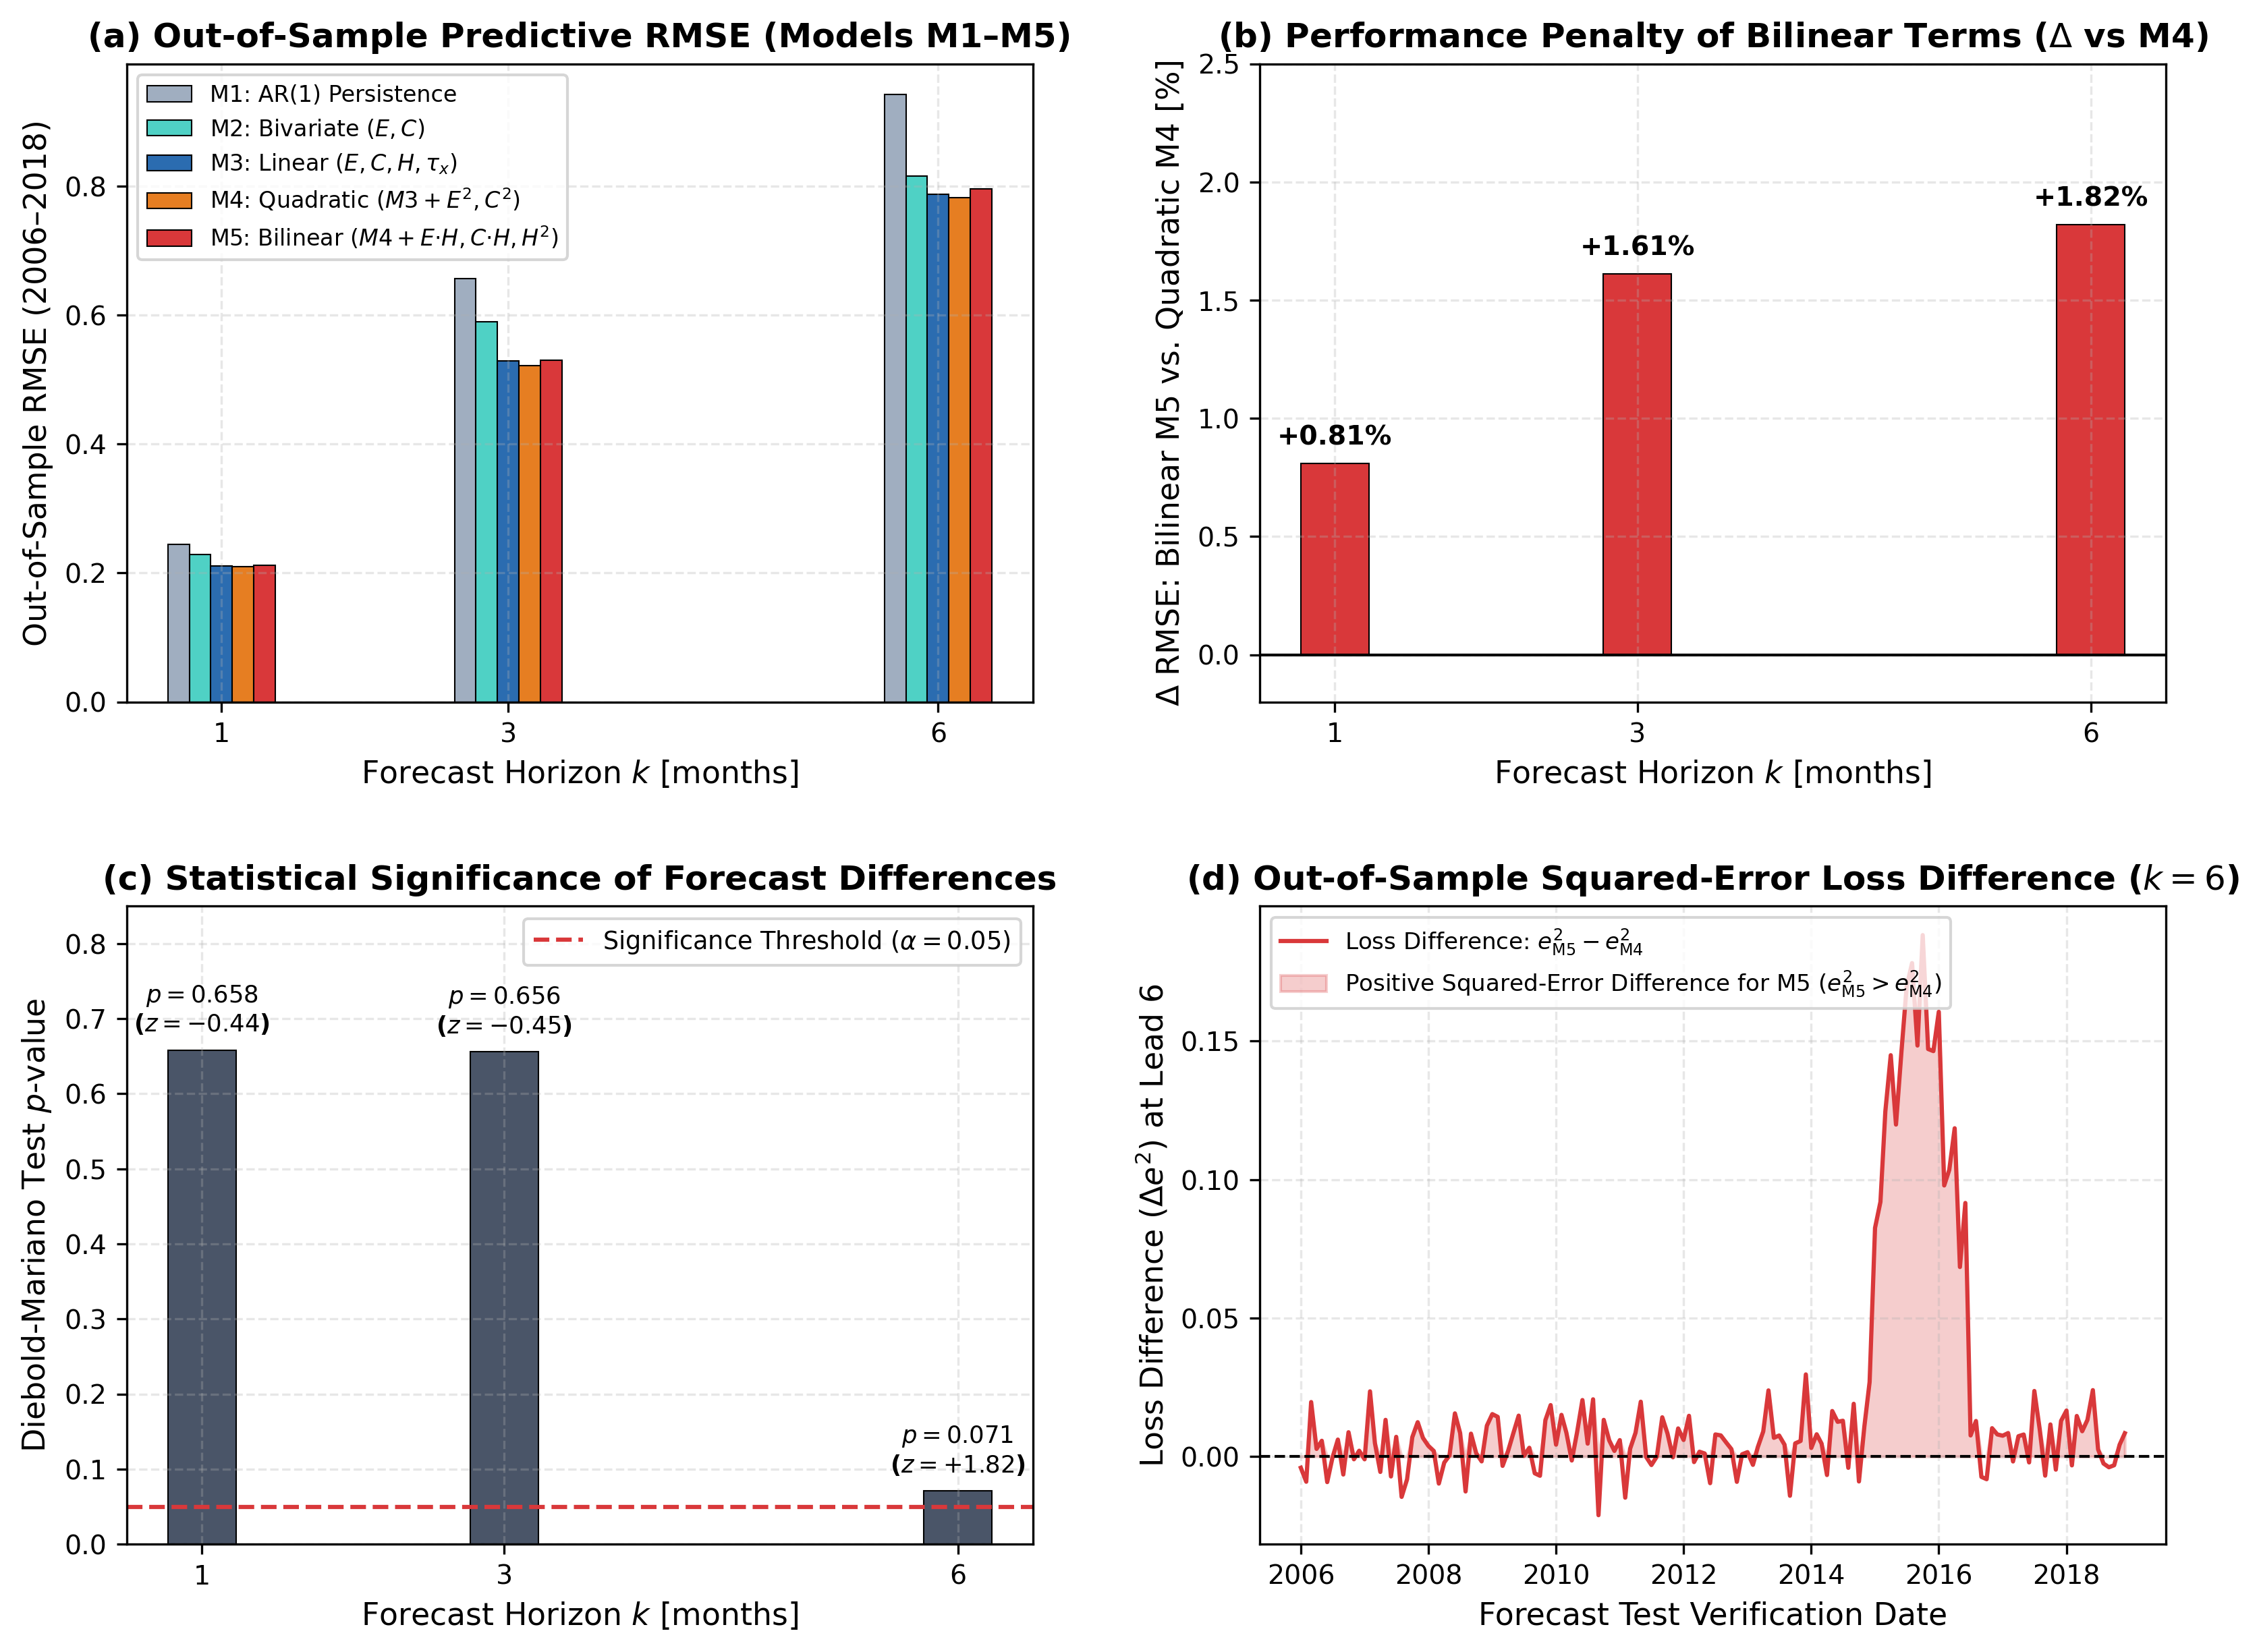 (a) Out-of-Sample Predictive RMSE (Models M1–M5)
Out-of-Sample RMSE (2006–2018)
0.8
0.6
0.4
0.2
0.0
M1: AR(1) Persistence
M2: Bivariate (E, C)
M3: Linear (E, C, H, τₓ)
M4: Quadratic (M3 + E², C²)
M5: Bilinear (M4 + E·H, C·H, H²)
1
3
6
Forecast Horizon k [months]
(b) Performance Penalty of Bilinear Terms (Δ vs M4)
Δ RMSE: Bilinear M5 vs. Quadratic M4 [%]
2.5
2.0
1.5
1.0
0.5
0.0
+0.81%
+1.61%
+1.82%
1
3
6
Forecast Horizon k [months]
(c) Statistical Significance of Forecast Differences
Diebold-Mariano Test p-value
0.8
0.7
0.6
0.5
0.4
0.3
0.2
0.1
0.0
Significance Threshold (α = 0.05)
p = 0.658
(z = −0.44)
p = 0.656
(z = −0.45)
p = 0.071
(z = +1.82)
1
3
6
Forecast Horizon k [months]
(d) Out-of-Sample Squared-Error Loss Difference (k = 6)
Loss Difference (Δe²) at Lead 6
0.15
0.10
0.05
0.00
Loss Difference: e²_M5 − e²_M4
Positive Squared-Error Difference for M5 (e²_M5 > e²_M4)
2006
2008
2010
2012
2014
2016
2018
Forecast Test Verification Date